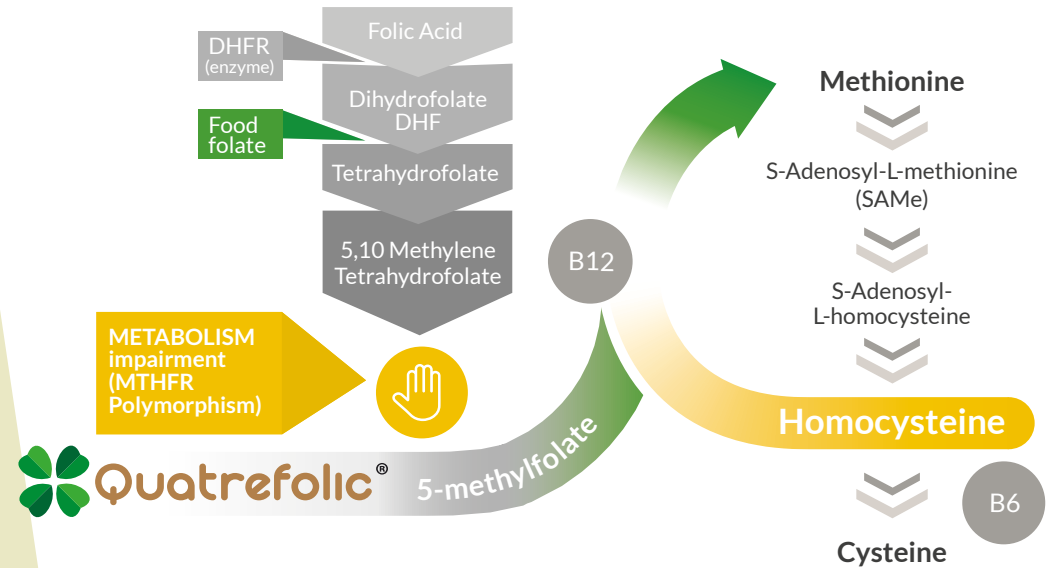 Folic Acid
DHFR
(enzyme)
Dihydrofolate
DHF
Food
folate
Tetrahydrofolate
5,10 Methylene
Tetrahydrofolate
METABOLISM
impairment
(MTHFR
Polymorphism)
Quatrefolic®
5-methylfolate
B12
Methionine
S-Adenosyl-L-methionine
(SAMe)
S-Adenosyl-
L-homocysteine
Homocysteine
B6
Cysteine